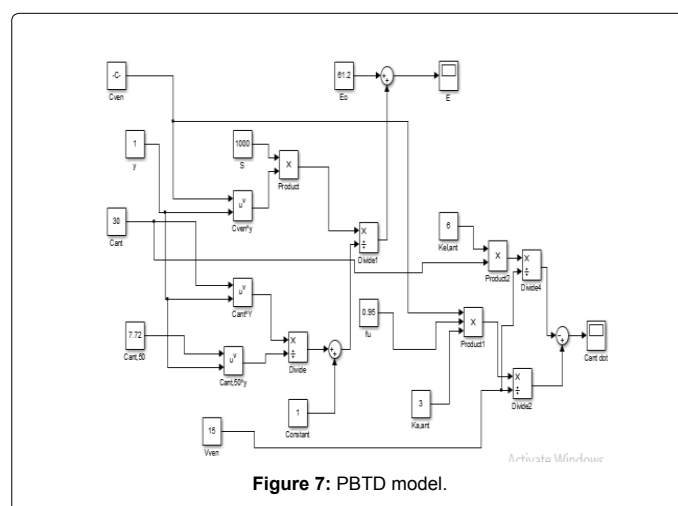 -C-
Cven
61.2
Eo
+
+
E
1
y
1000
S
X
Product
u^v
Cven^y
30
Cant
X
÷
Divide1
6
Kel,ant
X
Product2
X
÷
Divide4
u^v
Cant^Y
0.95
fu
X
Product1
-
+
Cant dot
7.72
Cant,50
u^v
Cant,50^y
X
÷
Divide
+
+
X
÷
Divide2
1
Constant
3
Ka,ant
15
Vven
Activate Windows
Figure 7: PBTD model.